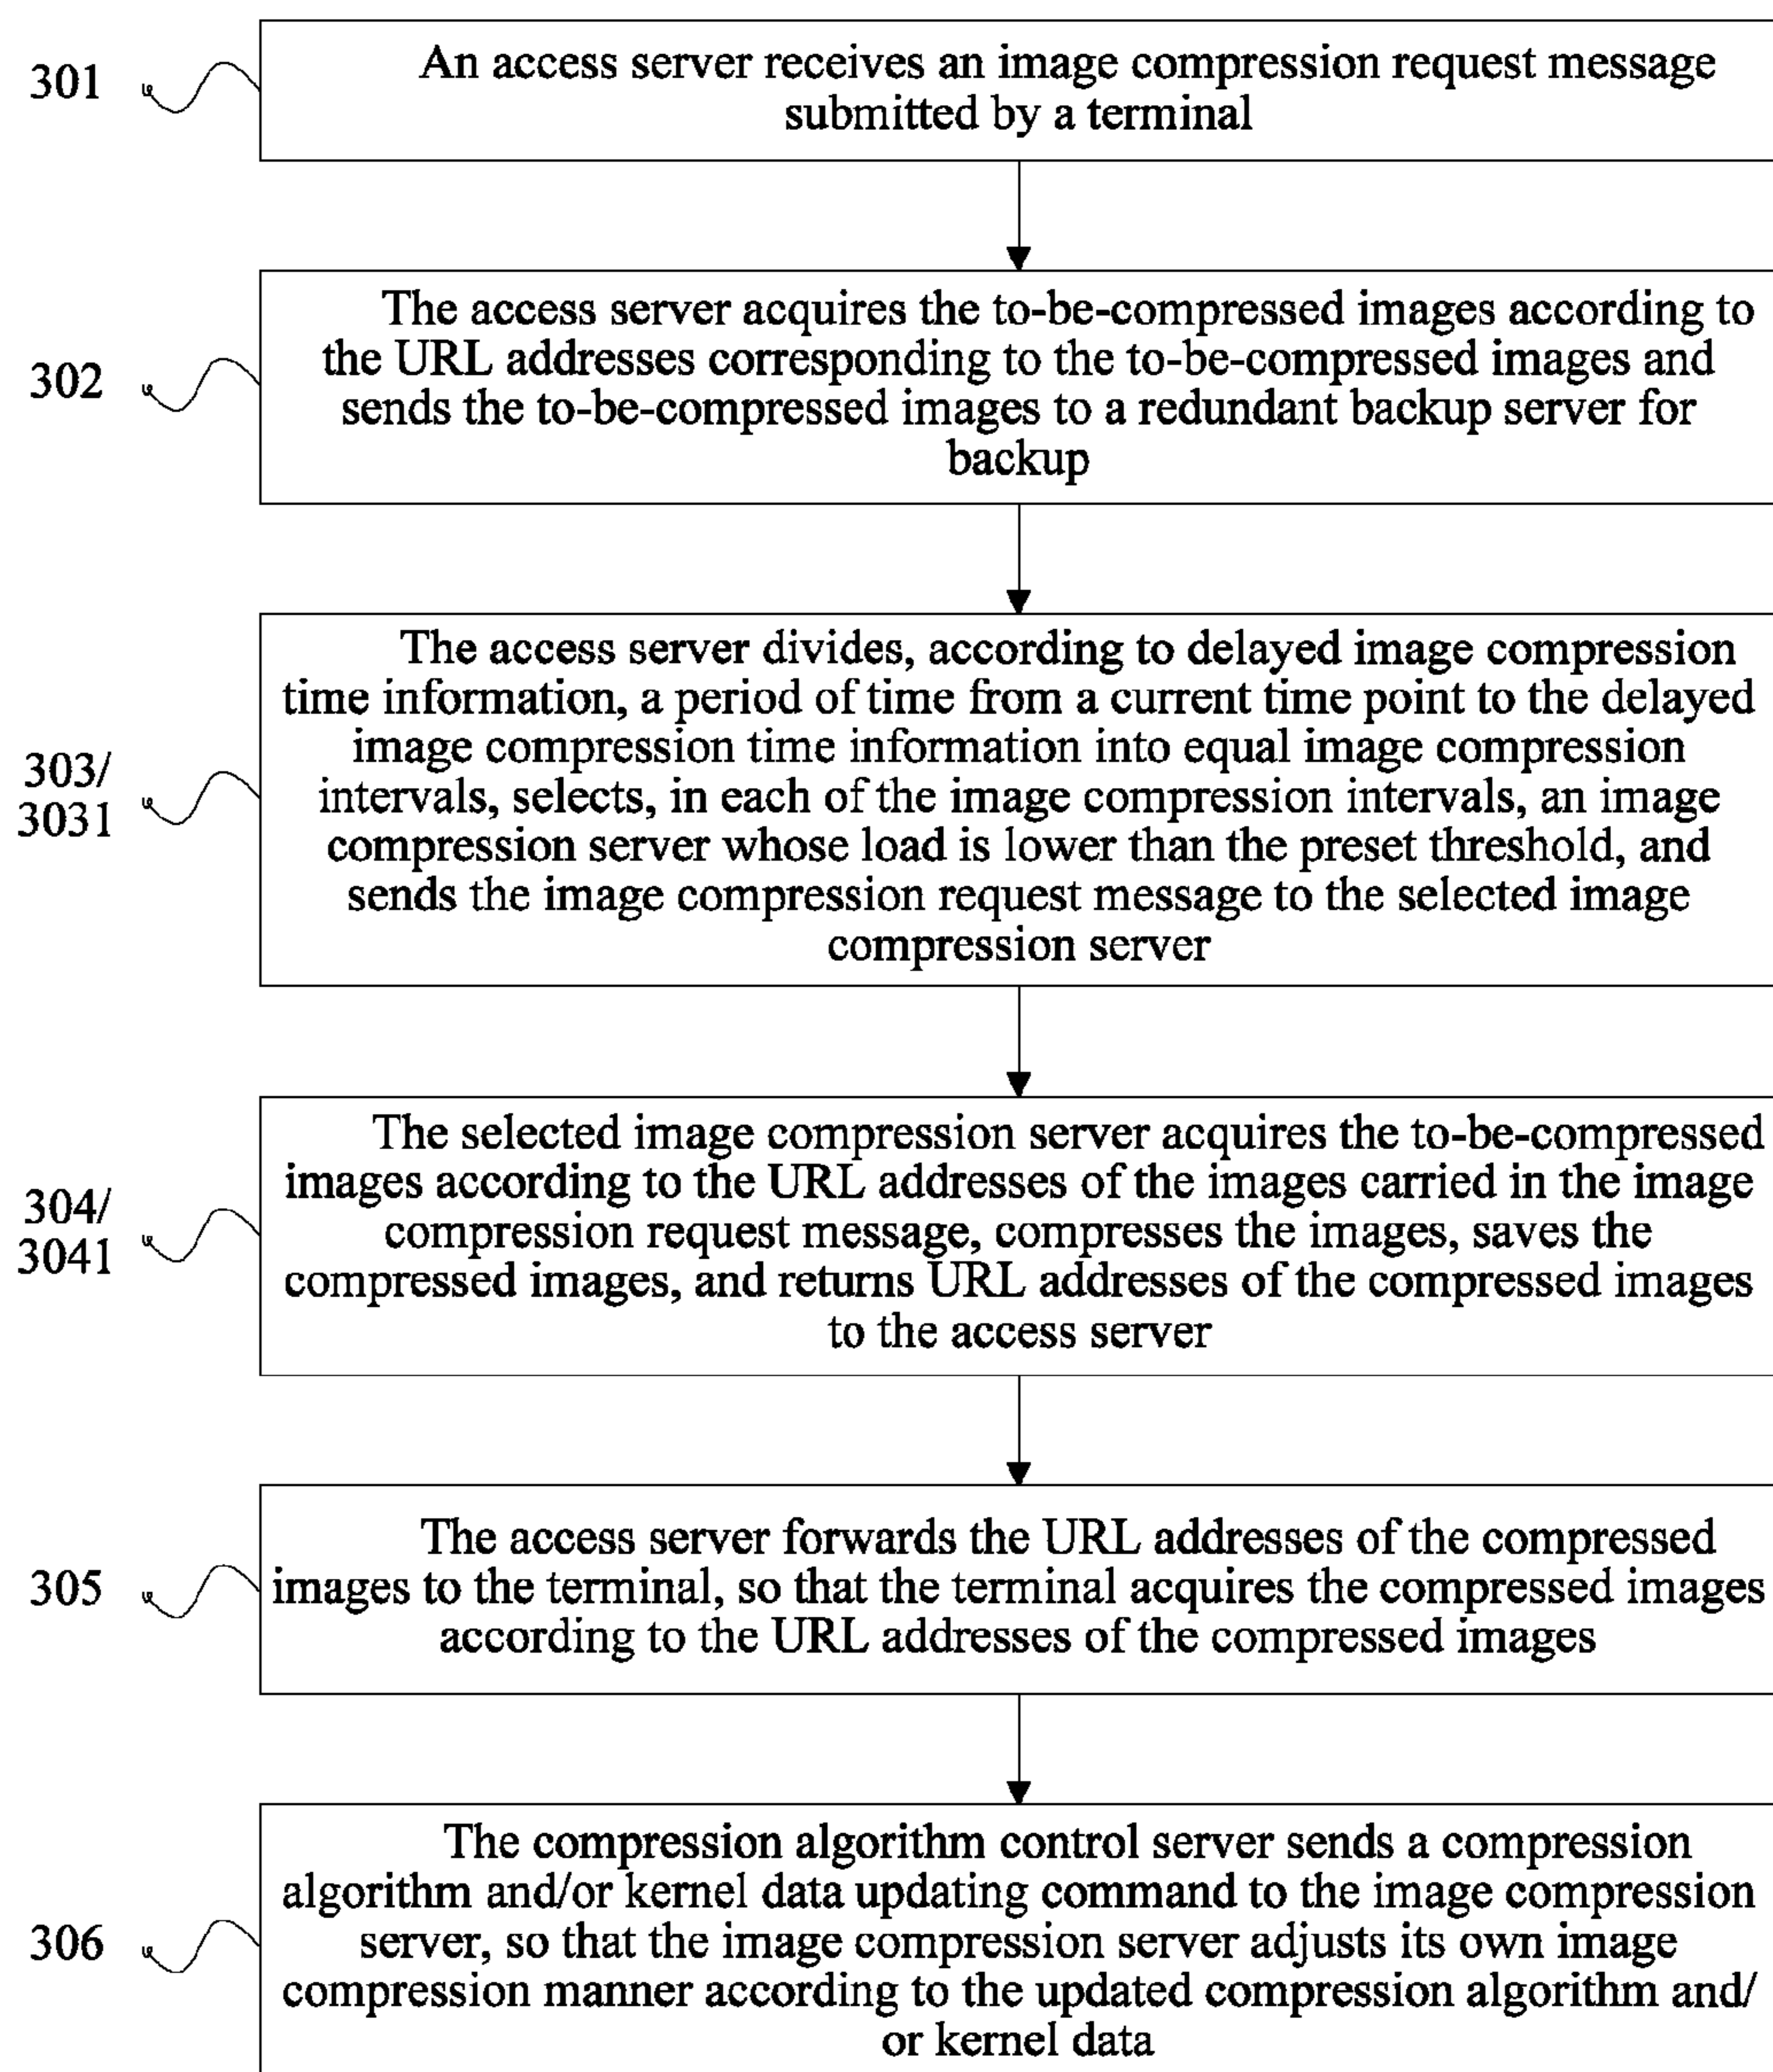 301
An access server receives an image compression request message
submitted by a terminal
302
The access server acquires the to-be-compressed images according to
the URL addresses corresponding to the to-be-compressed images and
sends the to-be-compressed images to a redundant backup server for
backup
303/
3031
The access server divides, according to delayed image compression
time information, a period of time from a current time point to the delayed
image compression time information into equal image compression
intervals, selects, in each of the image compression intervals, an image
compression server whose load is lower than the preset threshold, and
sends the image compression request message to the selected image
compression server
304/
3041
The selected image compression server acquires the to-be-compressed
images according to the URL addresses of the images carried in the image
compression request message, compresses the images, saves the
compressed images, and returns URL addresses of the compressed images
to the access server
305
The access server forwards the URL addresses of the compressed
images to the terminal, so that the terminal acquires the compressed images
according to the URL addresses of the compressed images
306
The compression algorithm control server sends a compression
algorithm and/or kernel data updating command to the image compression
server, so that the image compression server adjusts its own image
compression manner according to the updated compression algorithm and/
or kernel data